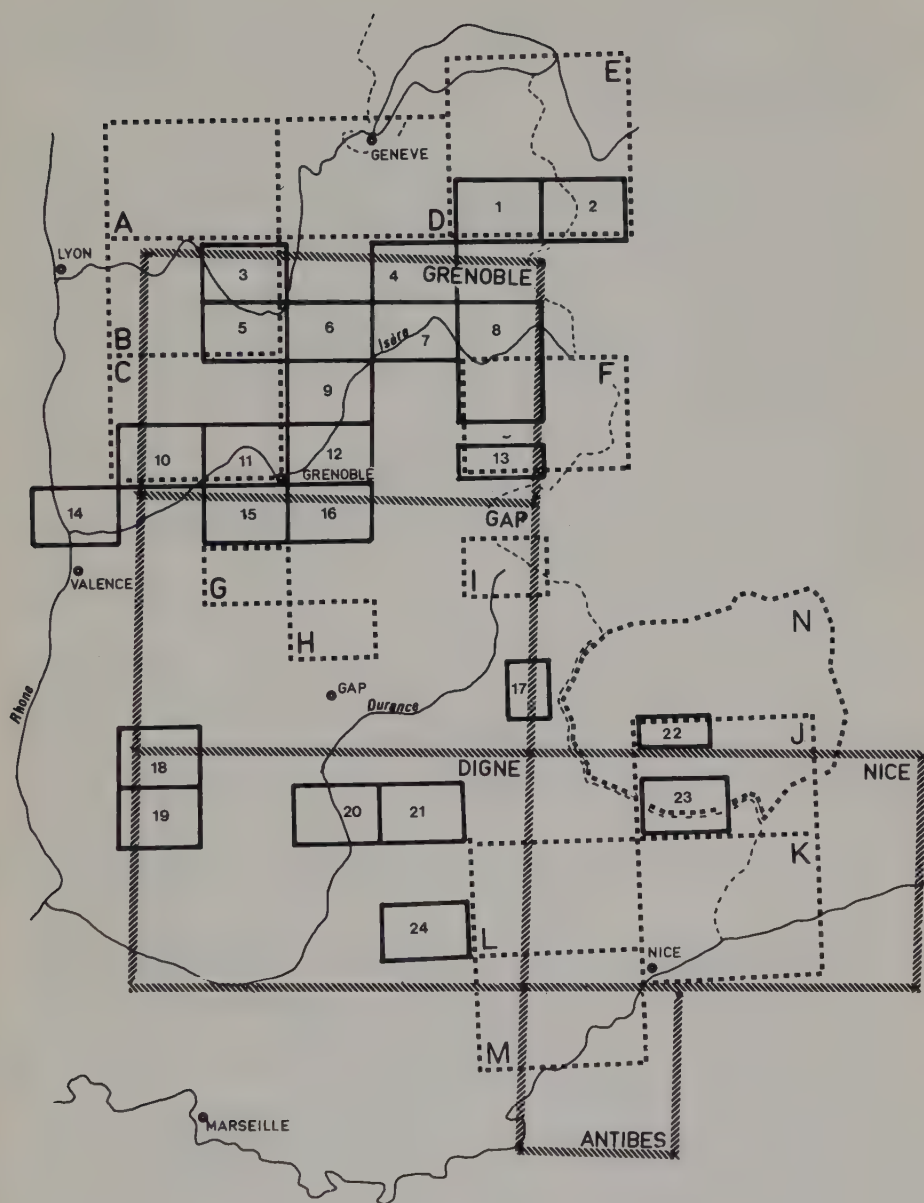 E
GENEVE
1
2
A
D
LYON
3
4
GRENOBLE
B
5
6
Isère
7
8
C
F
9
10
11
12
13
GRENOBLE
14
15
16
GAP
VALENCE
G
I
H
N
GAP
17
Rhone
Durance
22
J
18
DIGNE
NICE
19
20
21
23
K
24
L
NICE
M
MARSEILLE
ANTIBES